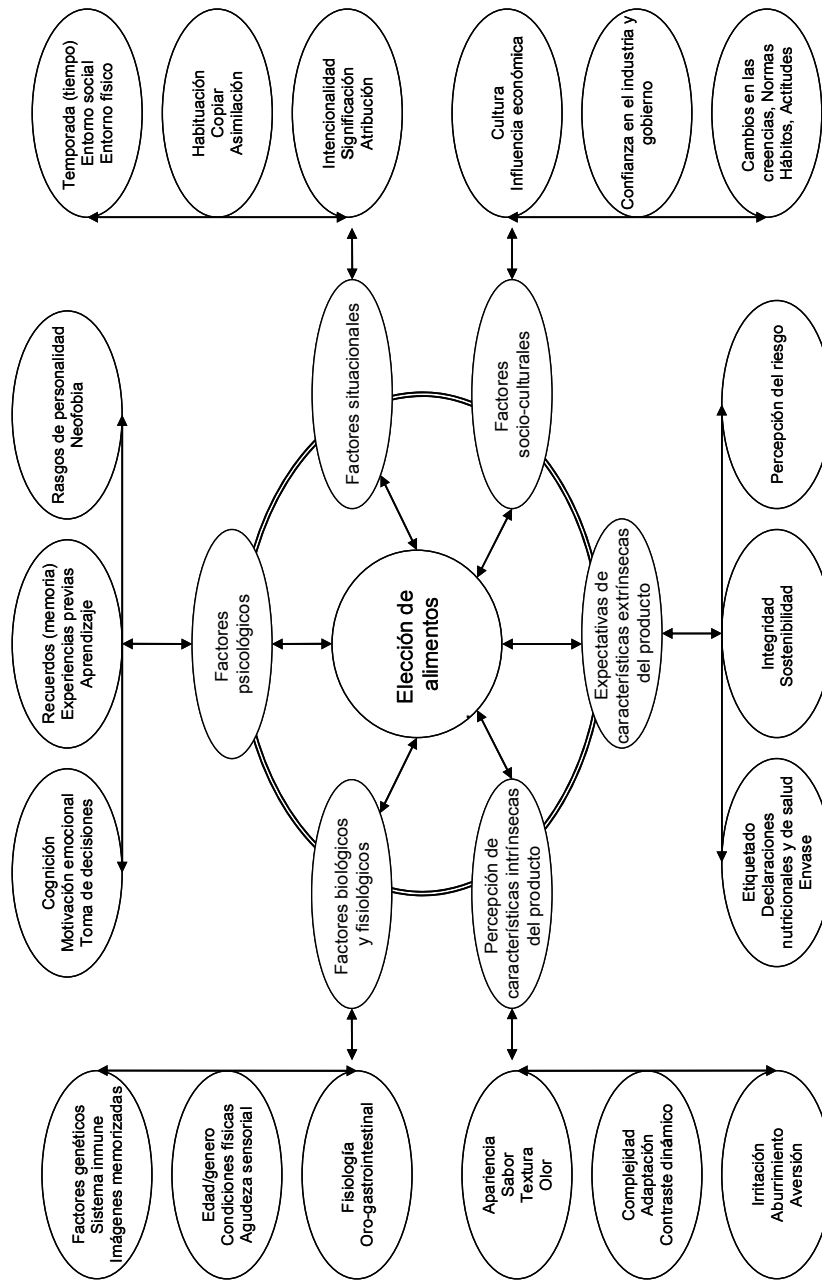 Factores genéticos
Sistema inmune
Imágenes memorizadas
Edad/genero
Condiciones físicas
Agudeza sensorial
Fisiología
Oro-gastrointestinal
Cognición
Motivación emocional
Toma de decisiones
Recuerdos (memoria)
Experiencias previas
Aprendizaje
Rasgos de personalidad
Neofobia
Temporada (tiempo)
Entorno social
Entorno físico
Habituación
Copiar
Asimilación
Intencionalidad
Significación
Atribución
Factores
psicológicos
Factores biológicos
y fisiológicos
Factores situacionales
Elección de
alimentos
Percepción de
características intrínsecas
del producto
Factores
socio-culturales
Expectativas de
características extrínsecas
del producto
Apariencia
Sabor
Textura
Olor
Complejidad
Adaptación
Contraste dinámico
Irritación
Aburrimiento
Aversión
Etiquetado
Declaraciones
nutricionales y de salud
Envase
Integridad
Sostenibilidad
Percepción del riesgo
Cultura
Influencia económica
Confianza en el industria y
gobierno
Cambios en las
creencias, Normas
Hábitos, Actitudes